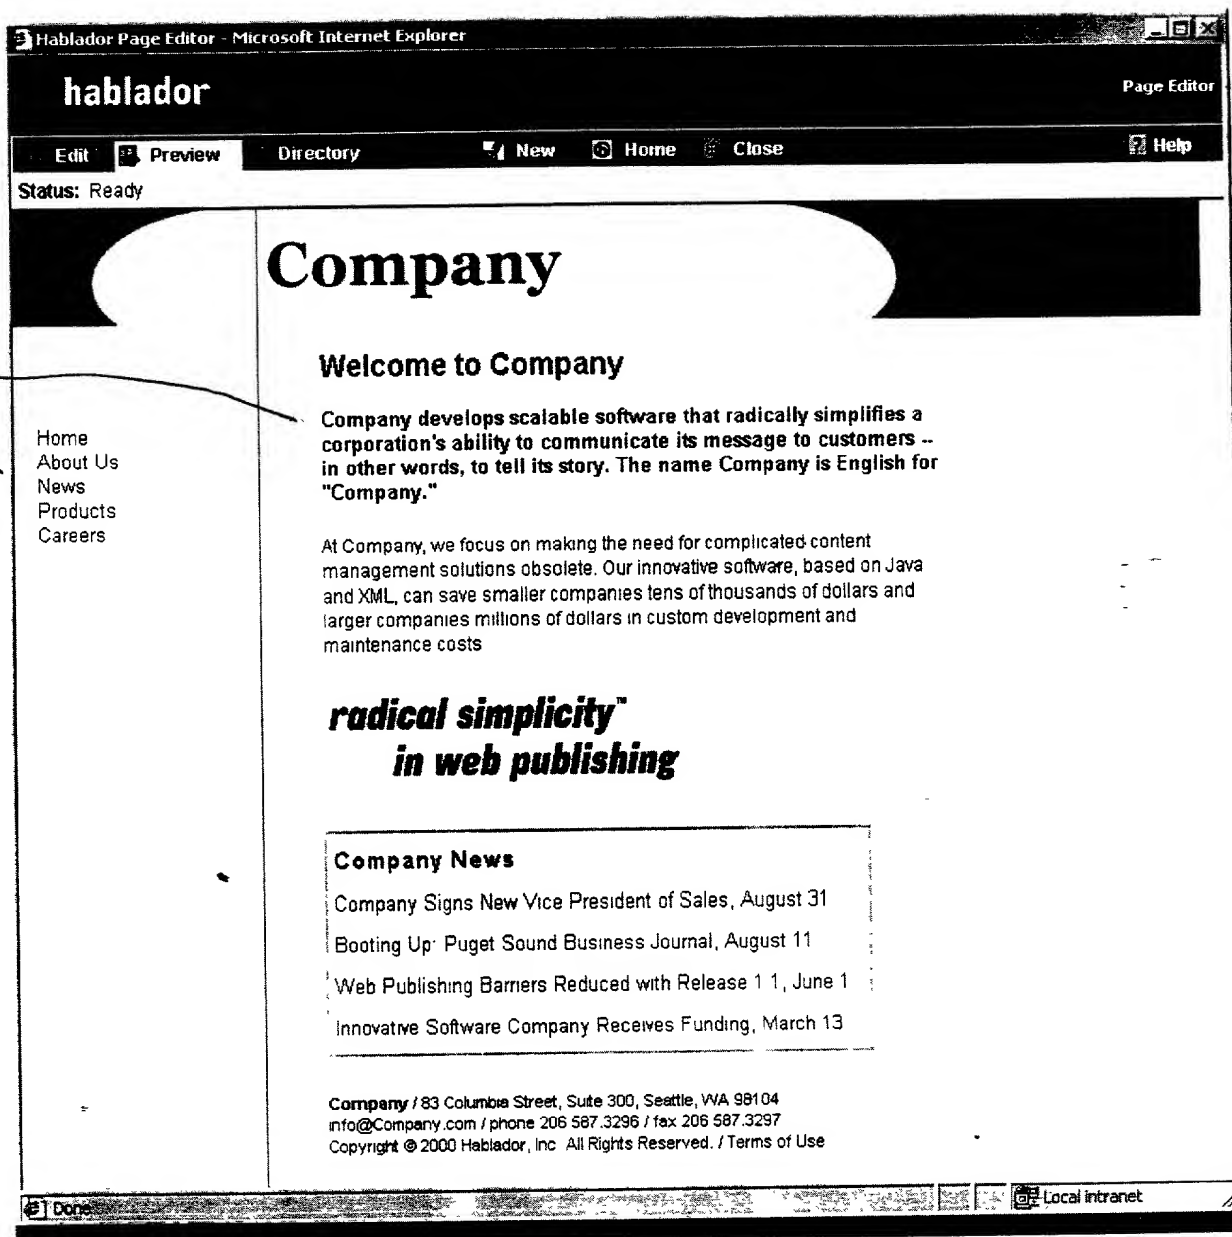 Hablador Page Editor - Microsoft Internet Explorer
hablador
Page Editor
Edit Preview Directory New Home Close Help
Status: Ready
Company
Welcome to Company
Company develops scalable software that radically simplifies a
corporation's ability to communicate its message to customers --
in other words, to tell its story. The name Company is English for
"Company."
Home
About Us
News
Products
Careers
At Company, we focus on making the need for complicated content
management solutions obsolete. Our innovative software, based on Java
and XML, can save smaller companies tens of thousands of dollars and
larger companies millions of dollars in custom development and
maintenance costs
radical simplicity™
in web publishing
Company News
Company Signs New Vice President of Sales, August 31
Booting Up: Puget Sound Business Journal, August 11
Web Publishing Barriers Reduced with Release 1 1, June 1
Innovative Software Company Receives Funding, March 13
Company / 83 Columbia Street, Suite 300, Seattle, WA 98104
info@Company.com / phone 206 587.3296 / fax 206 587.3297
Copyright © 2000 Hablador, Inc All Rights Reserved. / Terms of Use
Done
Local intranet